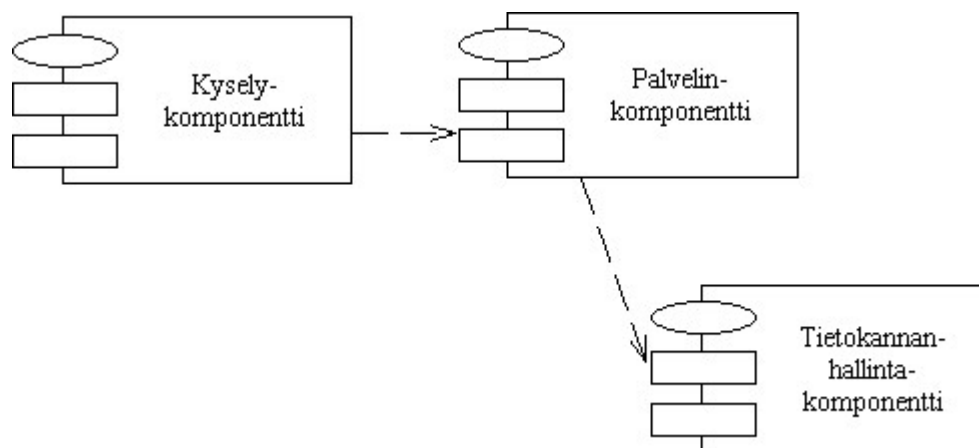 Kysely-
komponentti
Palvelin-
komponentti
Tietokannan-
hallinta-
komponentti